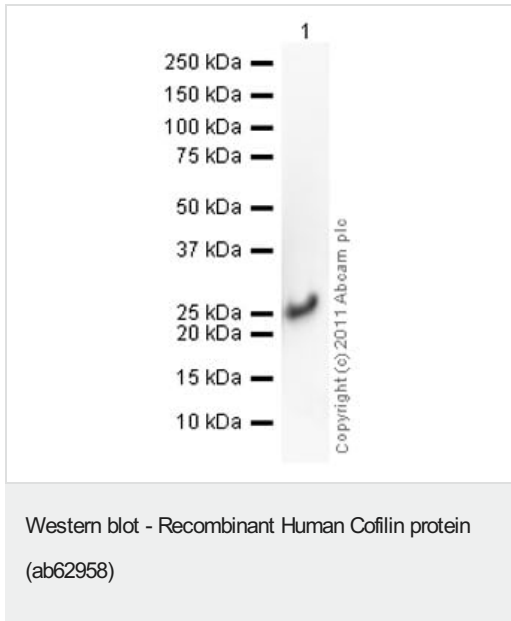 1
250 kDa
150 kDa
100 kDa
75 kDa
50 kDa
37 kDa
25 kDa
20 kDa
15 kDa
10 kDa
Copyright (c) 2011 Abcam plc
Western blot - Recombinant Human Cofilin protein
(ab62958)